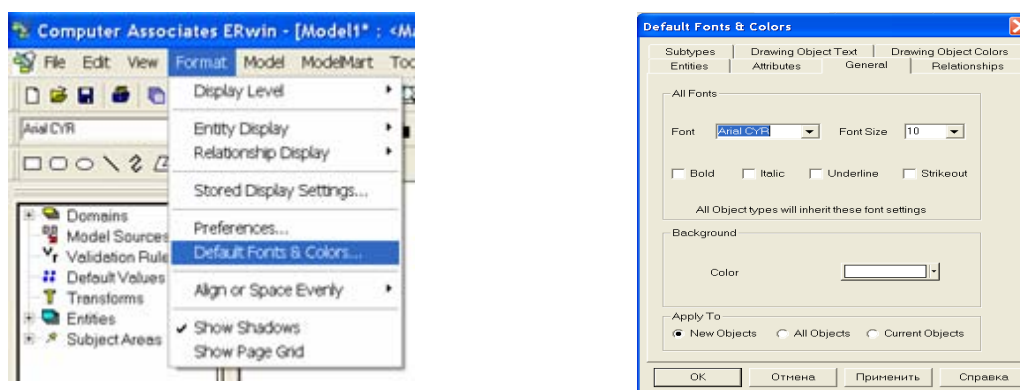 Computer Associates ERwin - [Model1* : <Ma
File Edit View Format Model ModelMart Too
Display Level
Arial CYR
Entity Display
Relationship Display
Stored Display Settings...
Preferences...
Default Fonts & Colors...
Align or Space Evenly
Show Shadows
Show Page Grid
Domains
Model Sources
Validation Rule
Default Values
Transforms
Entities
Subject Areas
Default Fonts & Colors
Subtypes Drawing Object Text Drawing Object Colors
Entities Attributes General Relationships
All Fonts
Font Arial CYR Font Size 10
Bold Italic Underline Strikeout
All Object types will inherit these font settings
Background
Color
Apply To
New Objects All Objects Current Objects
OK Отмена Применить Справка